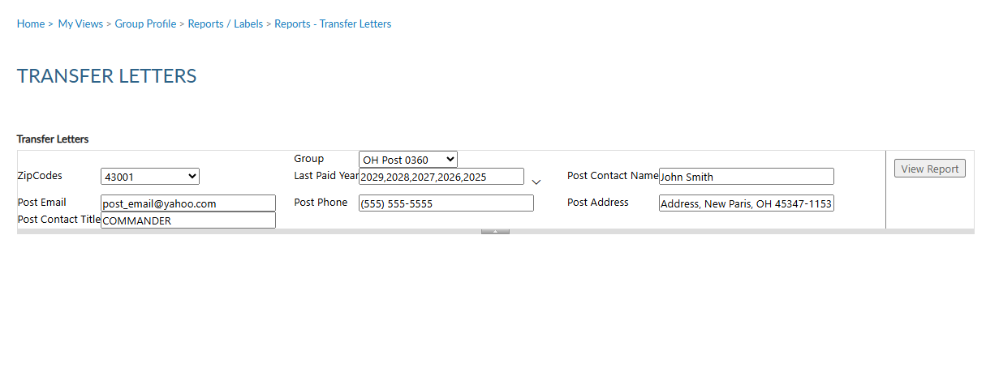 Home > My Views > Group Profile > Reports / Labels > Reports - Transfer Letters
TRANSFER LETTERS
Transfer Letters
Group OH Post 0360
ZipCodes 43001 Last Paid Year 2029,2028,2027,2026,2025 Post Contact Name John Smith View Report
Post Email post_email@yahoo.com Post Phone (555) 555-5555 Post Address Address, New Paris, OH 45347-1153
Post Contact Title COMMANDER